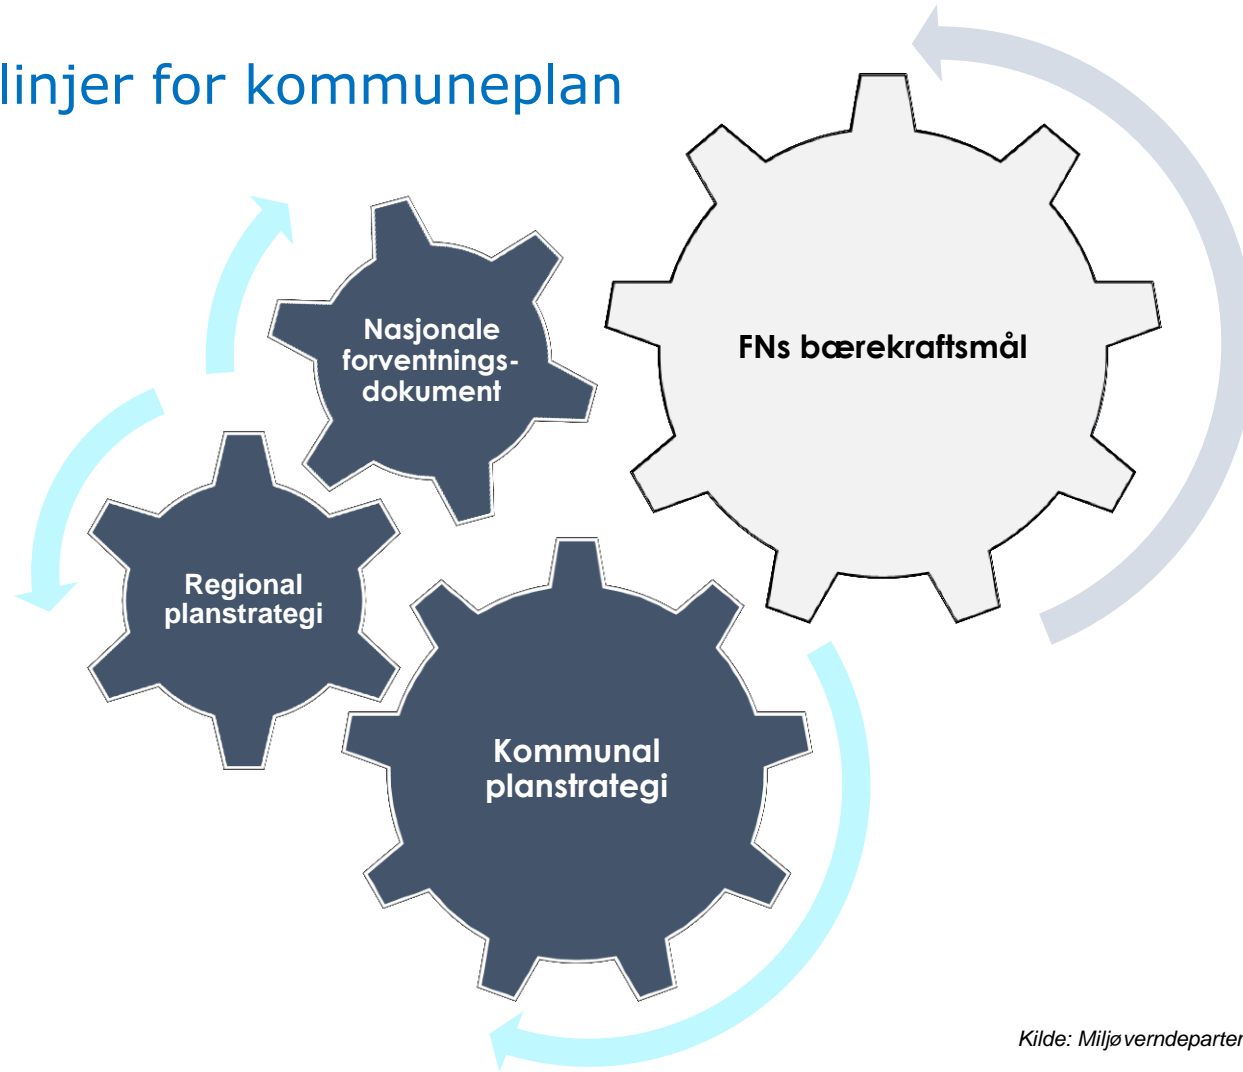 linjer for kommuneplan
Nasjonale
forventnings-
dokument
FNs bærekraftsmål
Regional
planstrategi
Kommunal
planstrategi
Kilde: Miljøverndeparter